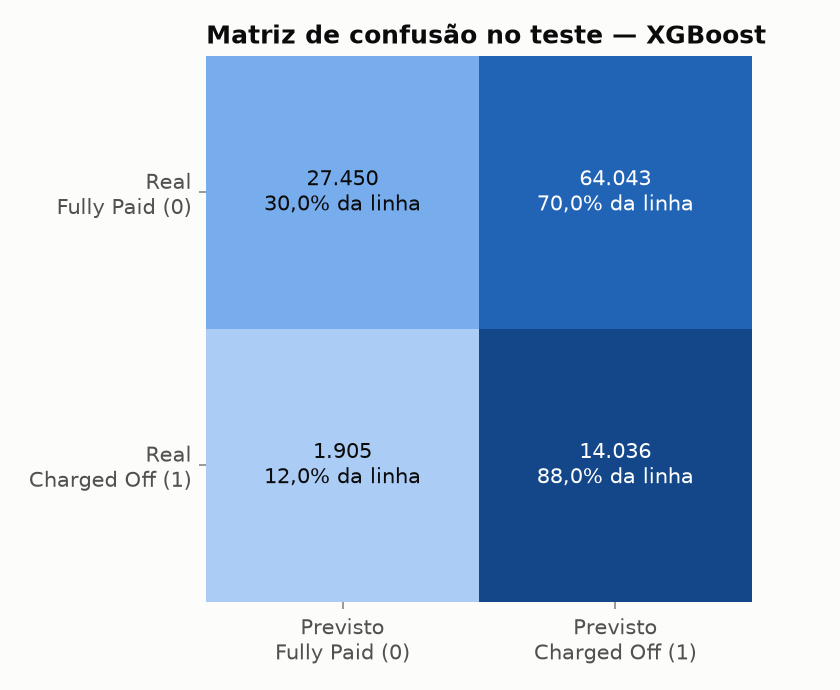 Matriz de confusão no teste — XGBoost
Real
Fully Paid (0)
27.450
30,0% da linha
64.043
70,0% da linha
Real
Charged Off (1)
1.905
12,0% da linha
14.036
88,0% da linha
Previsto
Fully Paid (0)
Previsto
Charged Off (1)